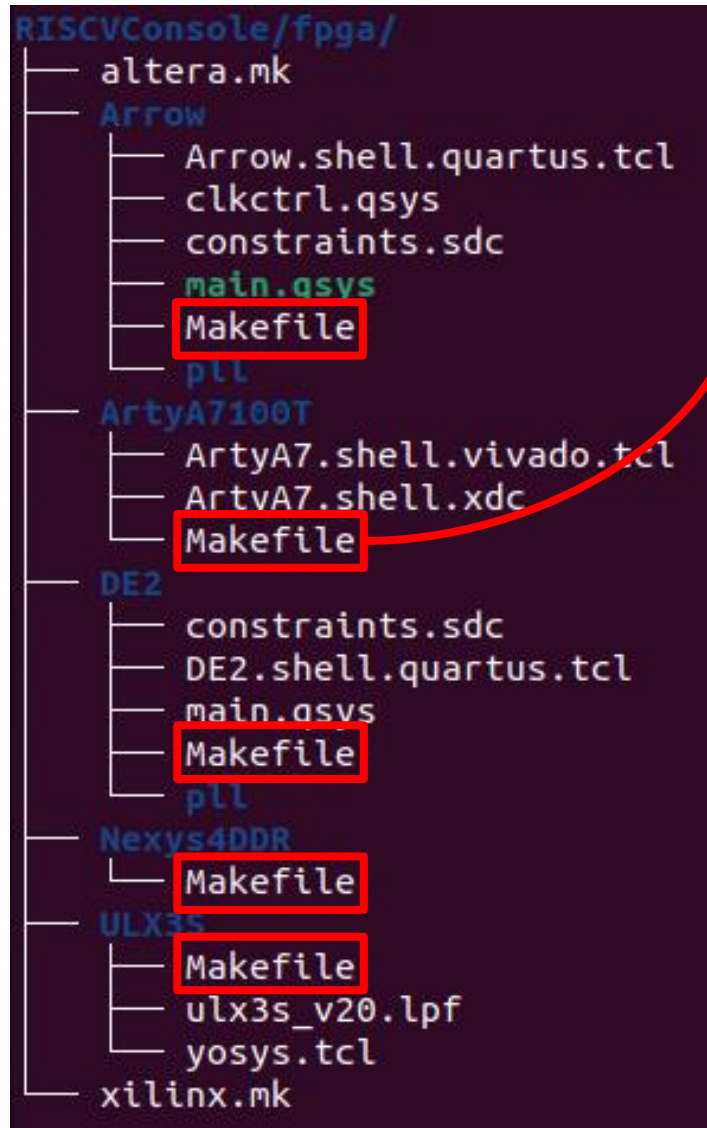 RISCVConsole/fpga/
altera.mk
Arrow
Arrow.shell.quartus.tcl
clkctrl.qsys
constraints.sdc
main.qsys
Makefile
pll
ArtyA7100T
ArtyA7.shell.vivado.tcl
ArtyA7.shell.xdc
Makefile
DE2
constraints.sdc
DE2.shell.quartus.tcl
main.qsys
Makefile
pll
Nexys4DDR
Makefile
ULX3S
Makefile
ulx3s_v20.lpf
yosys.tcl
xilinx.mk